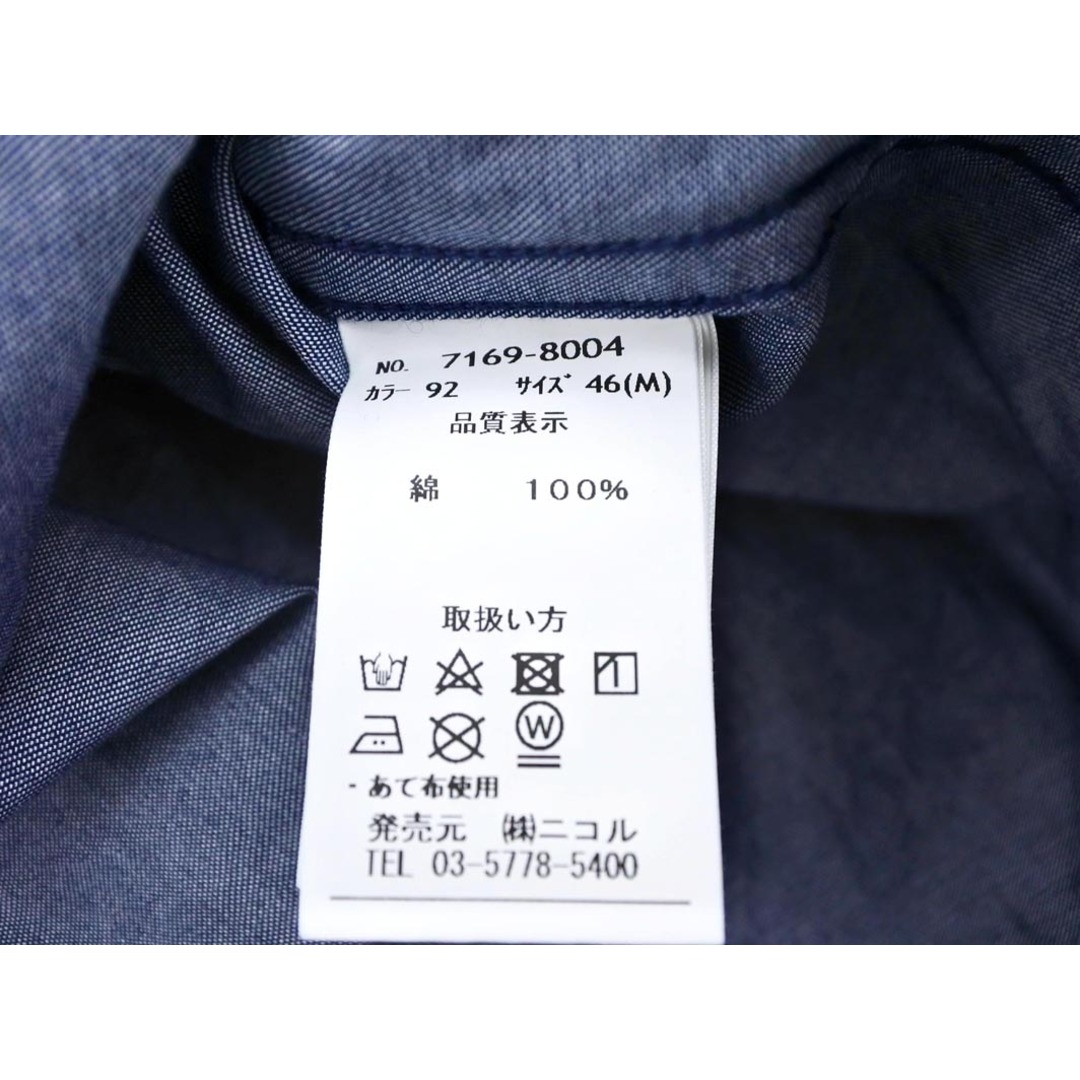 NO. 7169-8004
カラー 92 サイズ 46(M)
品質表示
綿 100%
取扱い方
W
- あて布使用
発売元 ㈱ニコル
TEL 03-5778-5400